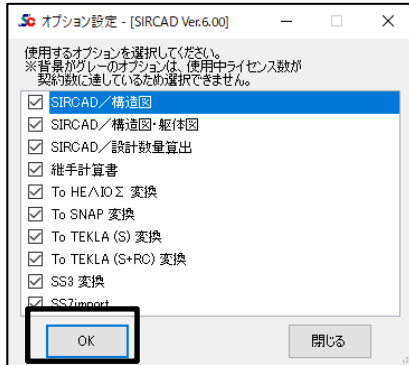 オプション設定 - [SIRCAD Ver.6.00]
使用するオプションを選択してください。
※背景がグレーのオプションは、使用中ライセンス数が
契約数に達しているため選択できません。
SIRCAD／構造図
SIRCAD／構造図・躯体図
SIRCAD／設計数量算出
継手計算書
To HEΛIOΣ 変換
To SNAP 変換
To TEKLA (S) 変換
To TEKLA (S+RC) 変換
SS3 変換
SS7import
OK
閉じる